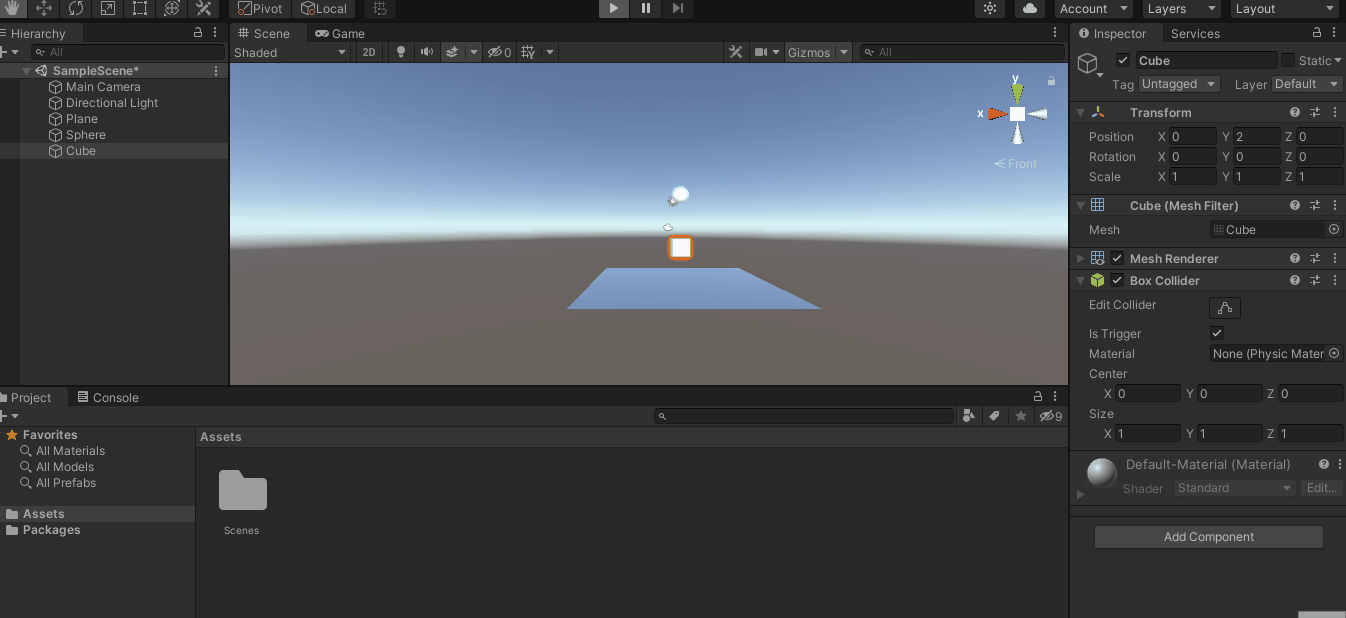 Pivot Local Account Layers Layout
Hierarchy
All
SampleScene*
Main Camera
Directional Light
Plane
Sphere
Cube
Scene Game
Shaded 2D 0 Gizmos All
y
x
Front
Inspector Services
Cube Static
Tag Untagged Layer Default
Transform
Position X 0 Y 2 Z 0
Rotation X 0 Y 0 Z 0
Scale X 1 Y 1 Z 1
Cube (Mesh Filter)
Mesh Cube
Mesh Renderer
Box Collider
Edit Collider
Is Trigger
Material None (Physic Mater
Center
X 0 Y 0 Z 0
Size
X 1 Y 1 Z 1
Default-Material (Material)
Shader Standard Edit...
Add Component
Project Console
9
Favorites
All Materials
All Models
All Prefabs
Assets
Packages
Assets
Scenes